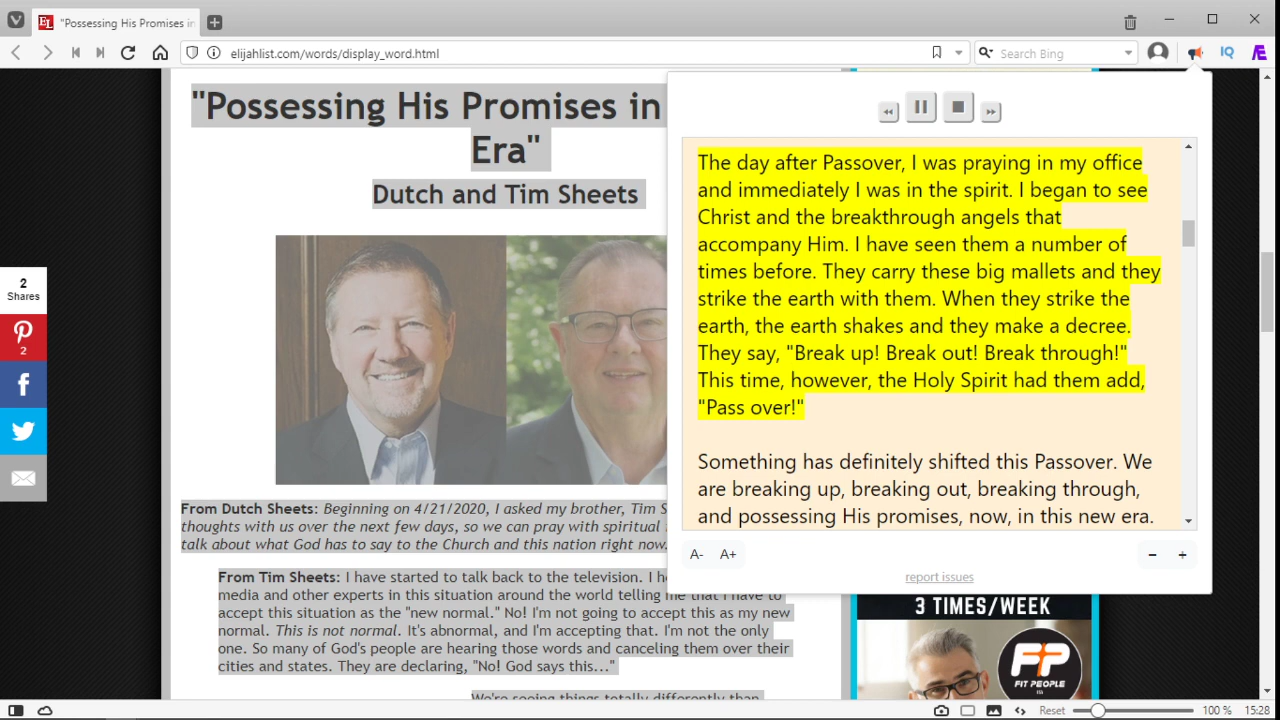 "Possessing His Promises in
elijahlist.com/words/display_word.html
Search Bing
IQ
"Possessing His Promises in
Era"
Dutch and Tim Sheets
2
Shares
2
From Dutch Sheets: Beginning on 4/21/2020, I asked my brother, Tim S
thoughts with us over the next few days, so we can pray with spiritual
talk about what God has to say to the Church and this nation right now.
From Tim Sheets: I have started to talk back to the television. I h
media and other experts in this situation around the world telling me that I have to
accept this situation as the "new normal." No! I'm not going to accept this as my new
normal. This is not normal. It's abnormal, and I'm accepting that. I'm not the only
one. So many of God's people are hearing those words and canceling them over their
cities and states. They are declaring, "No! God says this..."
We're seeing things totally differently than
The day after Passover, I was praying in my office
and immediately I was in the spirit. I began to see
Christ and the breakthrough angels that
accompany Him. I have seen them a number of
times before. They carry these big mallets and they
strike the earth with them. When they strike the
earth, the earth shakes and they make a decree.
They say, "Break up! Break out! Break through!"
This time, however, the Holy Spirit had them add,
"Pass over!"
Something has definitely shifted this Passover. We
are breaking up, breaking out, breaking through,
and possessing His promises, now, in this new era.
A- A+ − +
report issues
3 TIMES/WEEK
FP
FIT PEOPLE
Reset 100 % 15:28